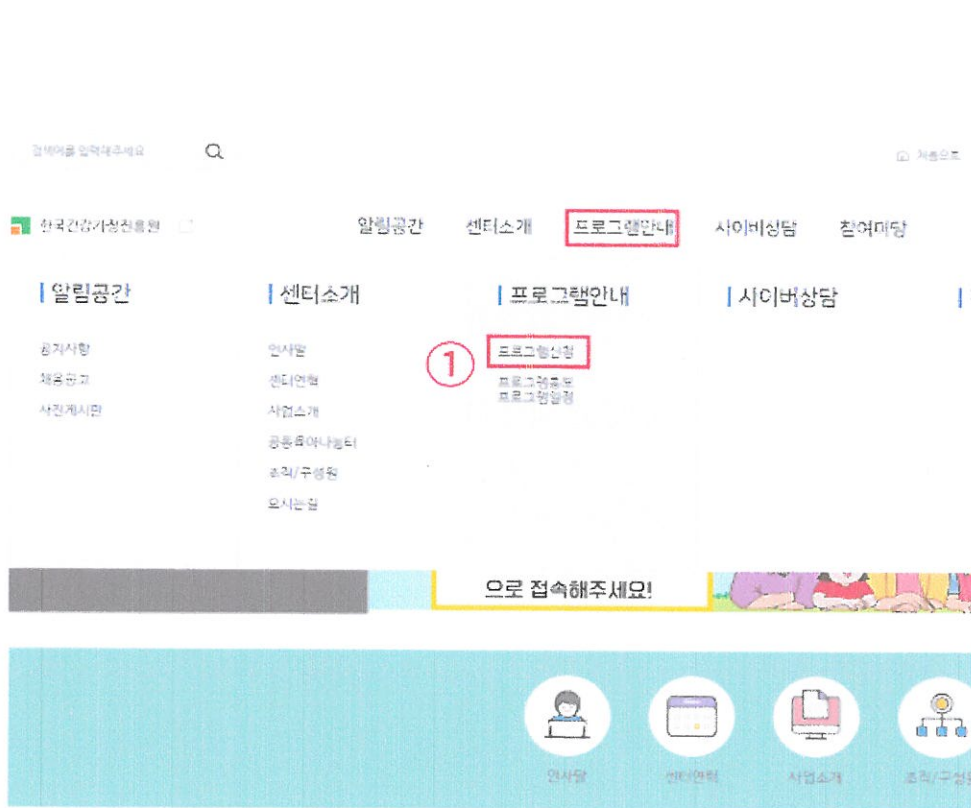 검색어를 입력해주세요
처음으로
한국건강가정진흥원
알림공간 센터소개 프로그램안내 사이버상담 참여마당
알림공간 센터소개 프로그램안내 사이버상담
공지사항 인사말 ① 프로그램신청
채용공고 센터연혁 프로그램홍보
사진게시판 사업소개 프로그램일정
공동육아나눔터
조직/구성원
오시는길
으로 접속해주세요!
인사말 센터연혁 사업소개 조직/구성원